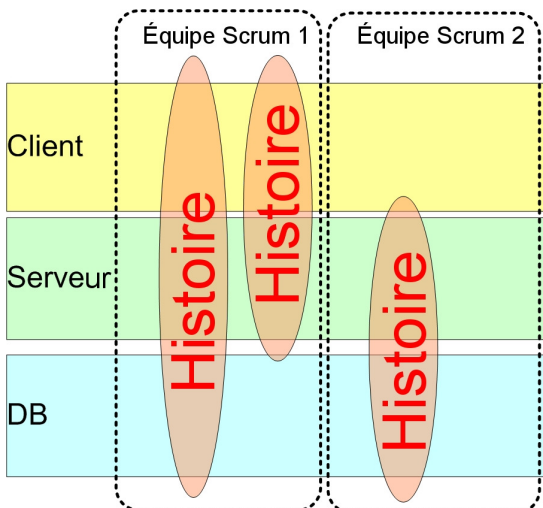 Équipe Scrum 1
Équipe Scrum 2
Client
Histoire
Histoire
Serveur
Histoire
DB